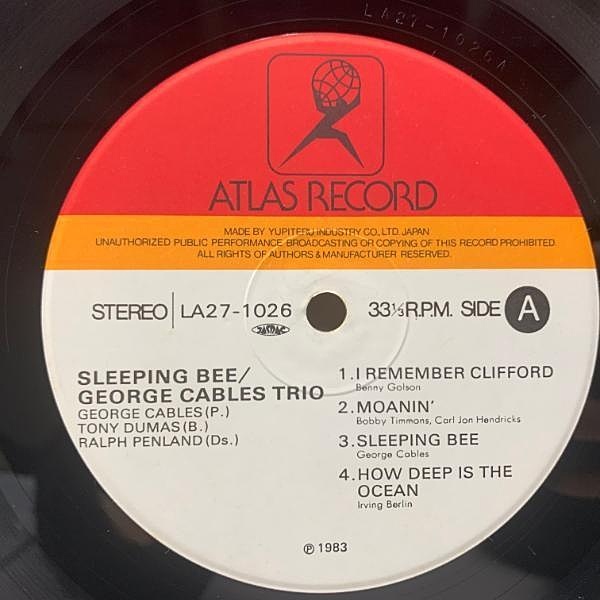 LA27-1026A
ATLAS RECORD
MADE BY YUPITERU INDUSTRY CO., LTD. JAPAN
UNAUTHORIZED PUBLIC PERFORMANCE BROADCASTING OR COPYING OF THIS RECORD PROHIBITED.
ALL RIGHTS OF AUTHORS & MANUFACTURER RESERVED.
STEREO LA27-1026 33⅓ R.P.M. SIDE A
JASRAC
SLEEPING BEE/
GEORGE CABLES TRIO
GEORGE CABLES (P.)
TONY DUMAS (B.)
RALPH PENLAND (Ds.)
1. I REMEMBER CLIFFORD
Benny Golson
2. MOANIN'
Bobby Timmons, Carl Jon Hendricks
3. SLEEPING BEE
George Cables
4. HOW DEEP IS THE
OCEAN
Irving Berlin
℗ 1983